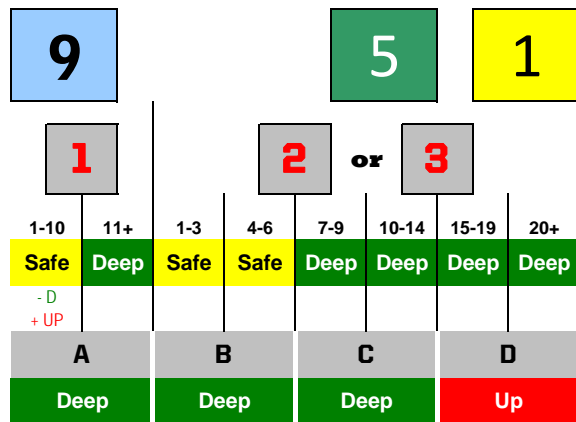 9 5 1
1 2 or 3
1-10 11+ 1-3 4-6 7-9 10-14 15-19 20+
Safe Deep Safe Safe Deep Deep Deep Deep
- D
+ UP
A B C D
Deep Deep Deep Up